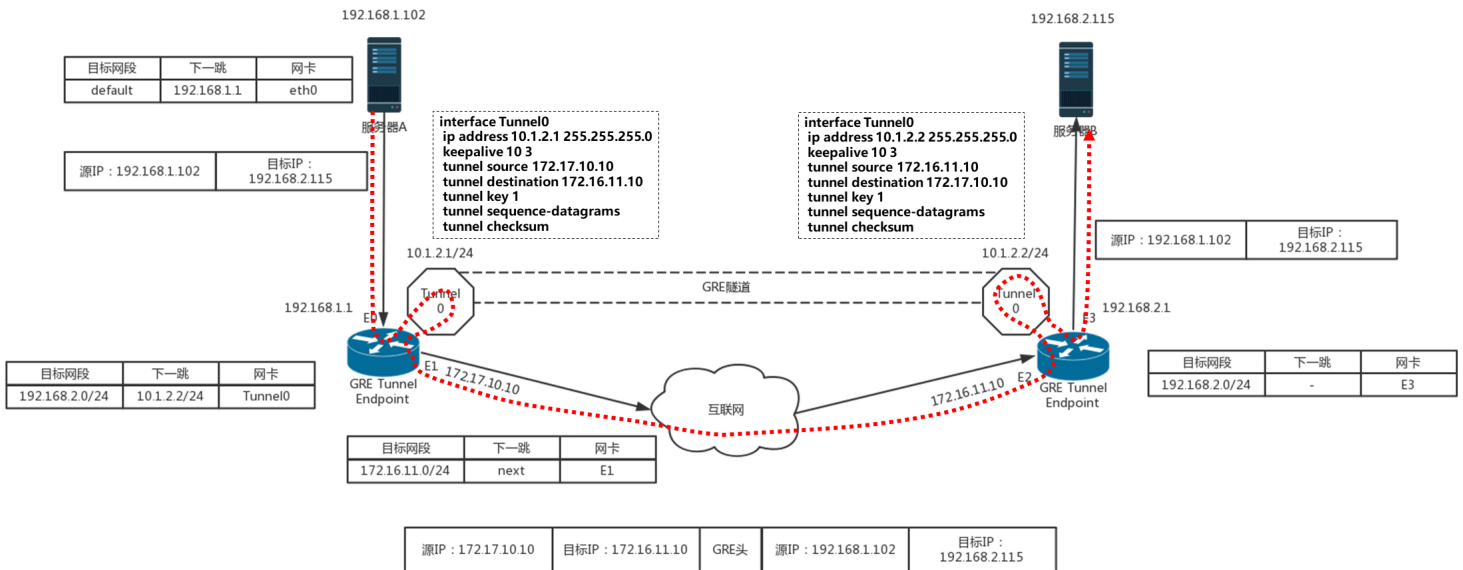 192.168.1.102
192.168.2.115
目标网段 下一跳 网卡
default 192.168.1.1 eth0
服务器A
服务器B
interface Tunnel0
ip address 10.1.2.1 255.255.255.0
keepalive 10 3
tunnel source 172.17.10.10
tunnel destination 172.16.11.10
tunnel key 1
tunnel sequence-datagrams
tunnel checksum
interface Tunnel0
ip address 10.1.2.2 255.255.255.0
keepalive 10 3
tunnel source 172.16.11.10
tunnel destination 172.17.10.10
tunnel key 1
tunnel sequence-datagrams
tunnel checksum
源IP：192.168.1.102
目标IP：
192.168.2.115
源IP：192.168.1.102
目标IP：
192.168.2.115
10.1.2.1/24
10.1.2.2/24
GRE隧道
Tunnel
0
Tunnel
0
192.168.1.1
E0
E3
192.168.2.1
E1
172.17.10.10
172.16.11.10
E2
GRE Tunnel
Endpoint
GRE Tunnel
Endpoint
互联网
目标网段 下一跳 网卡
192.168.2.0/24 10.1.2.2/24 Tunnel0
目标网段 下一跳 网卡
192.168.2.0/24 - E3
目标网段 下一跳 网卡
172.16.11.0/24 next E1
源IP：172.17.10.10 目标IP：172.16.11.10 GRE头 源IP：192.168.1.102
目标IP：
192.168.2.115